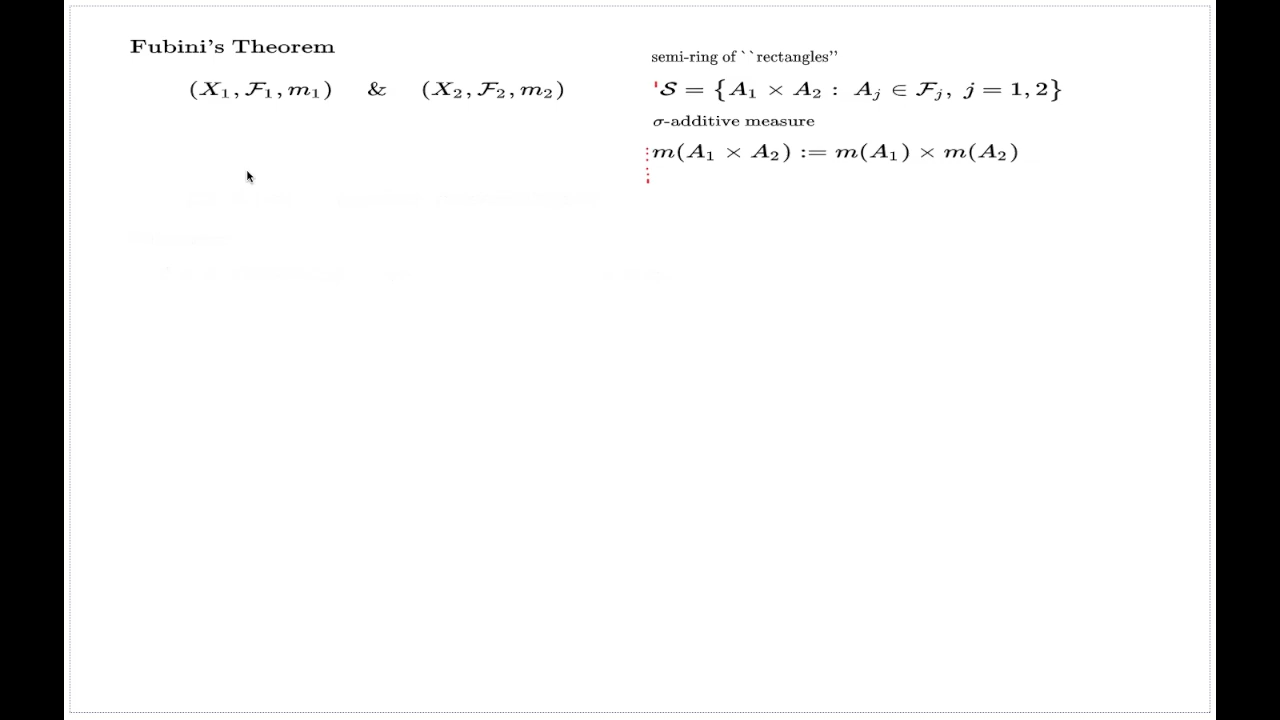 Fubini's Theorem
(X₁, ℱ₁, m₁) & (X₂, ℱ₂, m₂)
semi-ring of ``rectangles''
𝒮 = {A₁ × A₂ : Aⱼ ∈ ℱⱼ, j = 1, 2}
σ-additive measure
m(A₁ × A₂) := m(A₁) × m(A₂)